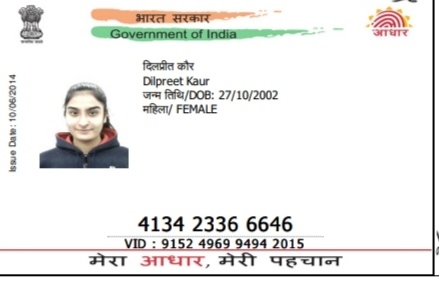 भारत सरकार
Government of India
आधार
Issue Date: 10/06/2014
दिलप्रीत कौर
Dilpreet Kaur
जन्म तिथि/DOB: 27/10/2002
महिला/ FEMALE
4134 2336 6646
VID : 9152 4969 9494 2015
मेरा आधार, मेरी पहचान